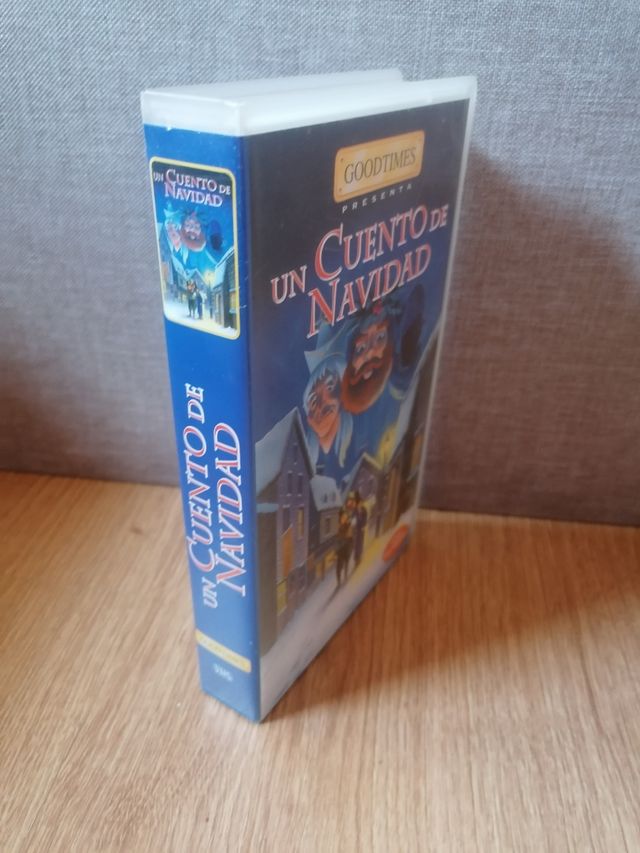 UN CUENTO DE
NAVIDAD
UN CUENTO DE
NAVIDAD
VHS
GOODTIMES
PRESENTA
UN CUENTO DE
NAVIDAD